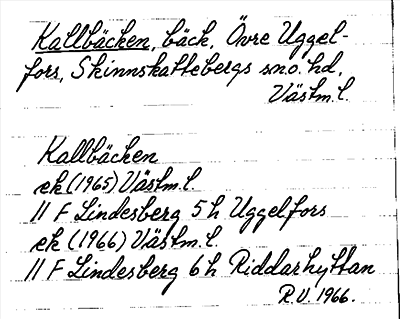 Kallbäcken, bäck, Övre Uggel-
fors, Skinnskattebergs sn o. hd,
Västm. l.
Kallbäcken
ek (1965) Västm. l.
11 F Lindesberg 5 h Uggelfors
ek (1966) Västm. l.
11 F Lindesberg 6 h Riddarhyttan
R.V. 1966.